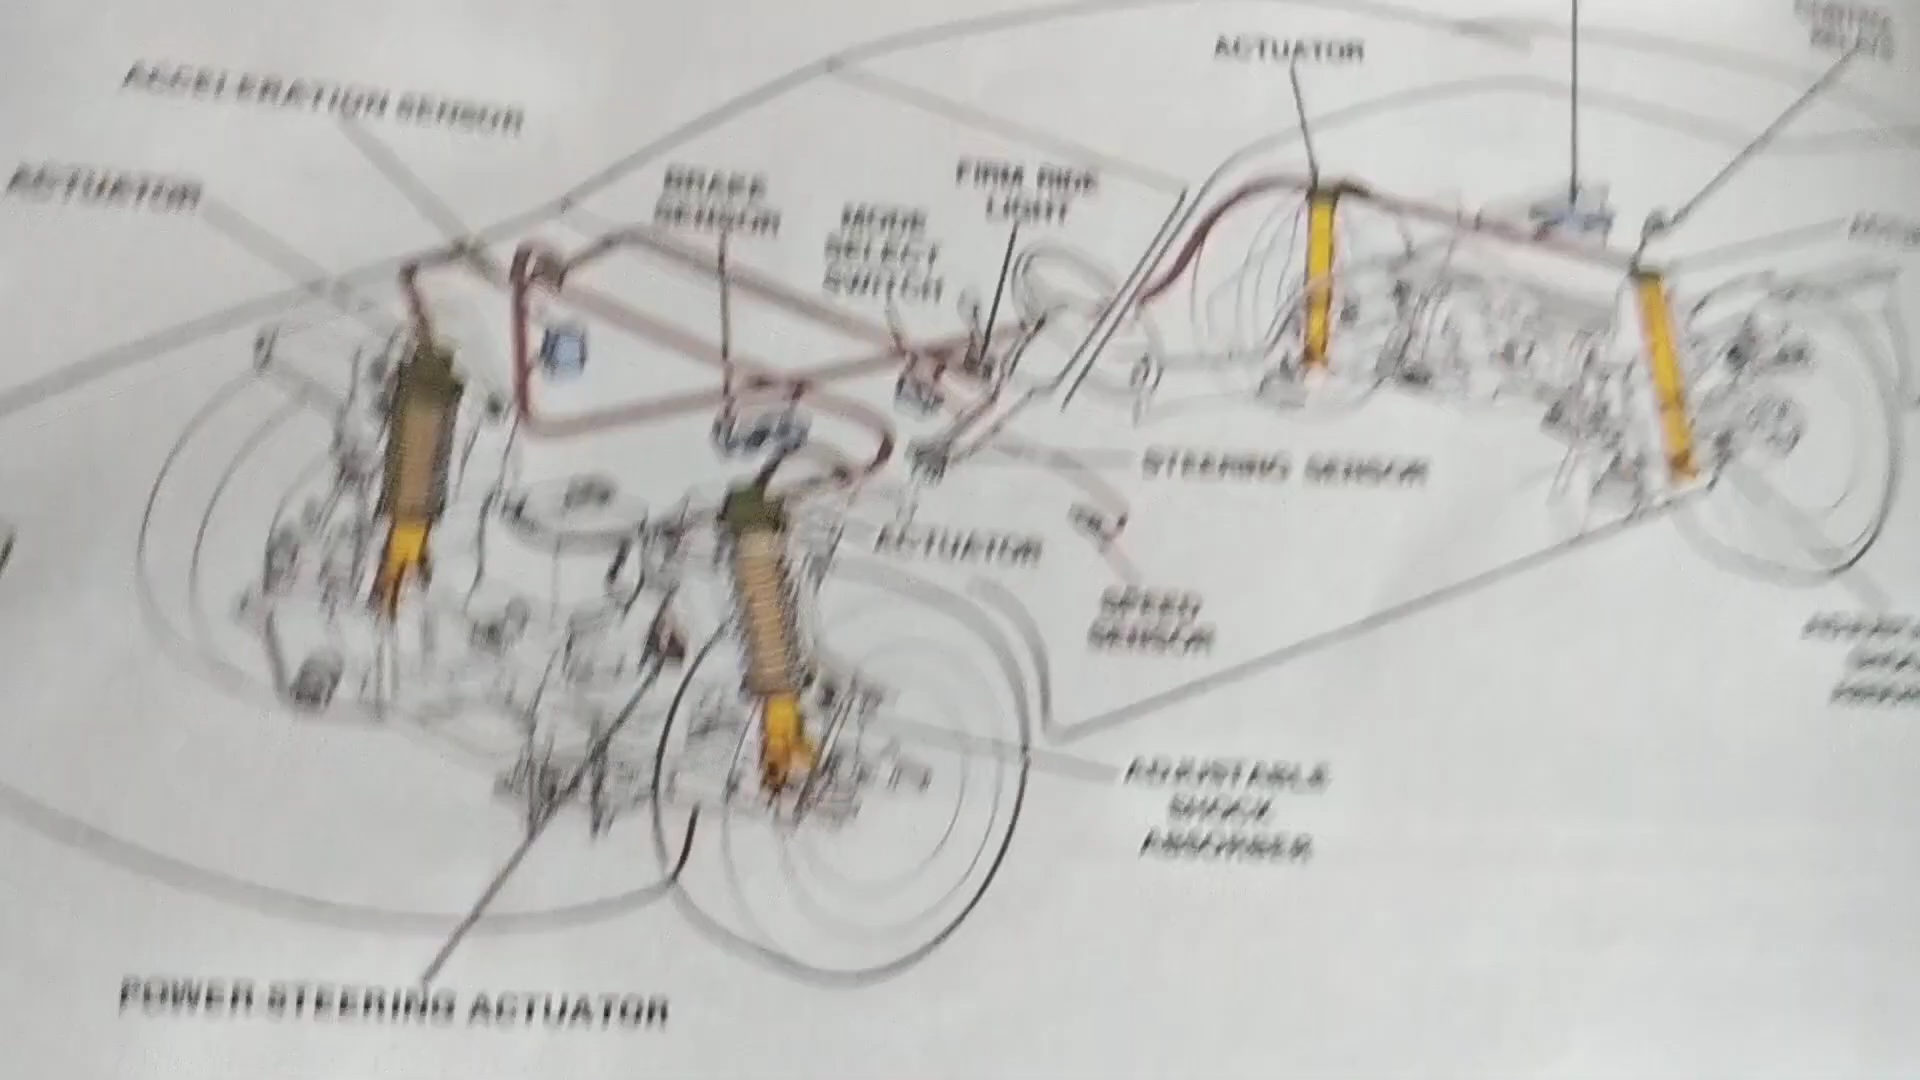 ACTUATOR
ACCELERATION SENSOR
ACTUATOR
BRAKE
SENSOR
FIRM RIDE
LIGHT
MODE
SELECT
SWITCH
STEERING SENSOR
ACTUATOR
SPEED
SENSOR
ADJUSTABLE
SHOCK
ABSORBER
POWER STEERING ACTUATOR